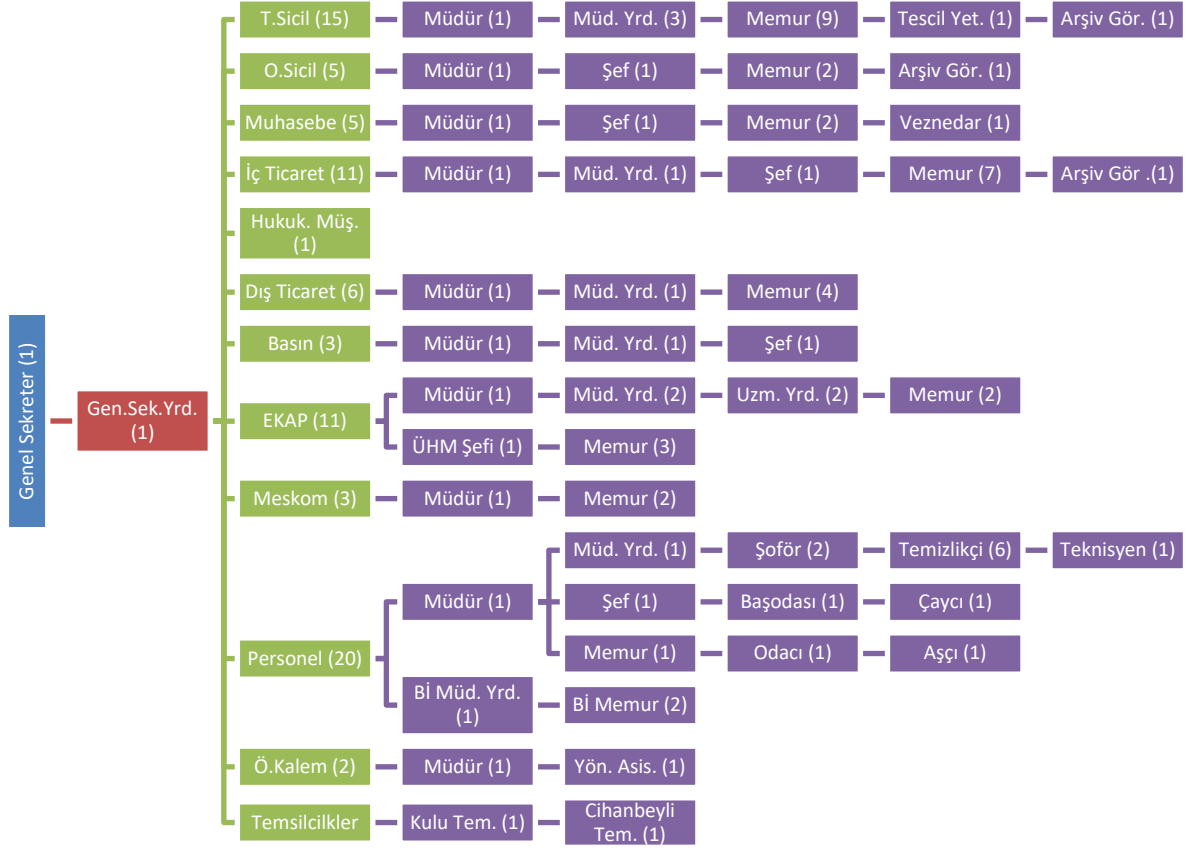 Genel Sekreter (1)
Gen.Sek.Yrd.
(1)
T.Sicil (15)
Müdür (1)
Müd. Yrd. (3)
Memur (9)
Tescil Yet. (1)
Arşiv Gör. (1)
O.Sicil (5)
Müdür (1)
Şef (1)
Memur (2)
Arşiv Gör. (1)
Muhasebe (5)
Müdür (1)
Şef (1)
Memur (2)
Veznedar (1)
İç Ticaret (11)
Müdür (1)
Müd. Yrd. (1)
Şef (1)
Memur (7)
Arşiv Gör .(1)
Hukuk. Müş.
(1)
Dış Ticaret (6)
Müdür (1)
Müd. Yrd. (1)
Memur (4)
Basın (3)
Müdür (1)
Müd. Yrd. (1)
Şef (1)
EKAP (11)
Müdür (1)
Müd. Yrd. (2)
Uzm. Yrd. (2)
Memur (2)
ÜHM Şefi (1)
Memur (3)
Meskom (3)
Müdür (1)
Memur (2)
Personel (20)
Müdür (1)
Müd. Yrd. (1)
Şoför (2)
Temizlikçi (6)
Teknisyen (1)
Şef (1)
Başodası (1)
Çaycı (1)
Memur (1)
Odacı (1)
Aşçı (1)
Bİ Müd. Yrd.
(1)
Bİ Memur (2)
Ö.Kalem (2)
Müdür (1)
Yön. Asis. (1)
Temsilcikler
Kulu Tem. (1)
Cihanbeyli
Tem. (1)